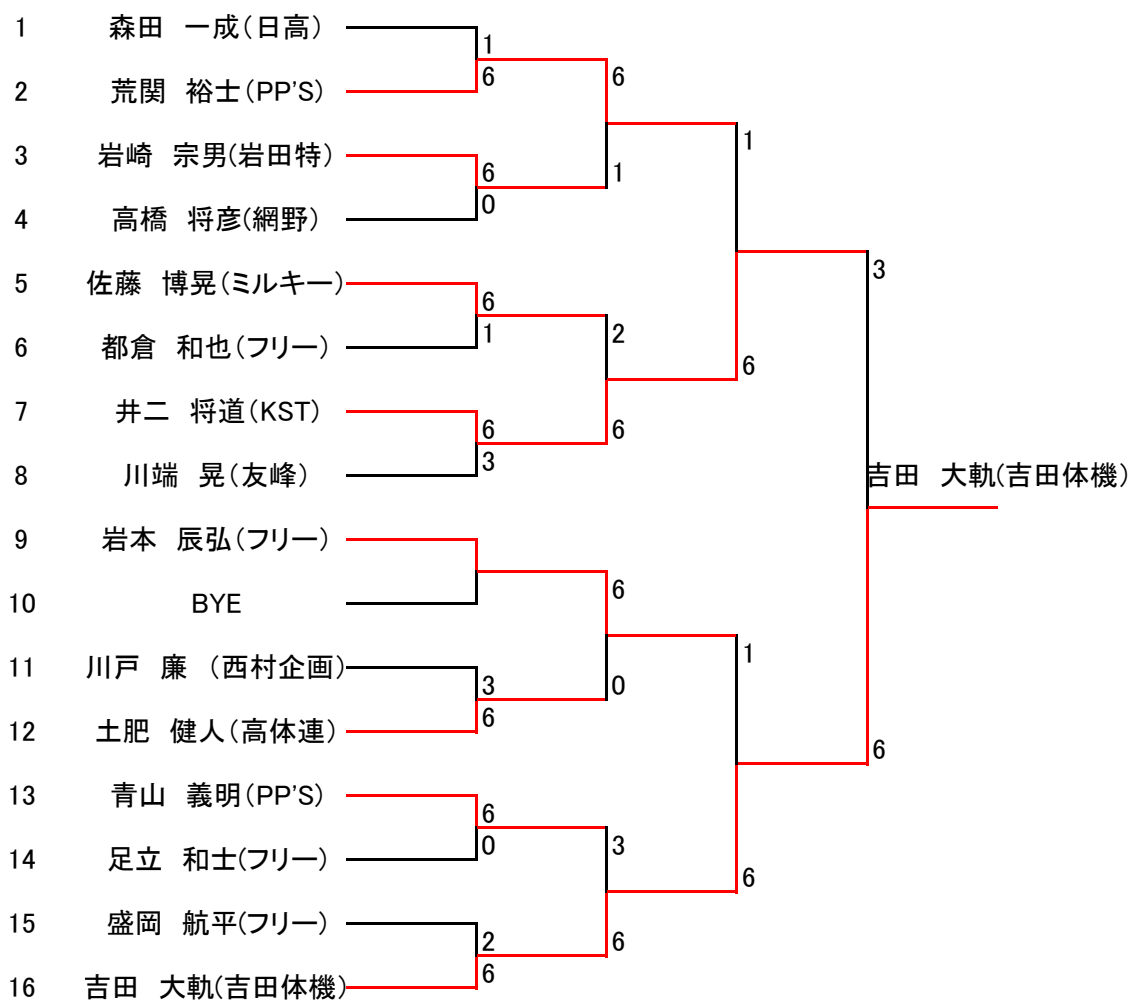 1 森田 一成(日高)
1
6 6
2 荒関 裕士(PP'S)
1
3 岩崎 宗男(岩田特)
6 1
0
4 高橋 将彦(網野)
3
5 佐藤 博晃(ミルキー)
6
1 2
6 都倉 和也(フリー)
6
7 井二 将道(KST)
6 6
3
8 川端 晃(友峰)
吉田 大軌(吉田体機)
9 岩本 辰弘(フリー)
6
10 BYE
1
11 川戸 廉 (西村企画)
3 0
6
12 土肥 健人(高体連)
6
13 青山 義明(PP'S)
6
0 3
14 足立 和士(フリー)
6
15 盛岡 航平(フリー)
2 6
6
16 吉田 大軌(吉田体機)